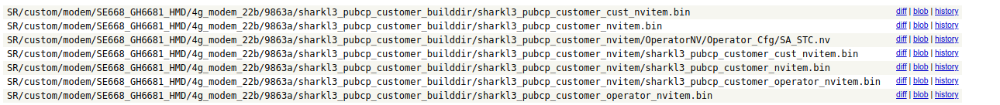 SR/custom/modem/SE668_GH6681_HMD/4g_modem_22b/9863a/sharkl3_pubcp_customer_builddir/sharkl3_pubcp_customer_cust_nvitem.bin diff | blob | history
SR/custom/modem/SE668_GH6681_HMD/4g_modem_22b/9863a/sharkl3_pubcp_customer_builddir/sharkl3_pubcp_customer_nvitem.bin diff | blob | history
SR/custom/modem/SE668_GH6681_HMD/4g_modem_22b/9863a/sharkl3_pubcp_customer_builddir/sharkl3_pubcp_customer_nvitem/OperatorNV/Operator_Cfg/SA_STC.nv diff | blob | history
SR/custom/modem/SE668_GH6681_HMD/4g_modem_22b/9863a/sharkl3_pubcp_customer_builddir/sharkl3_pubcp_customer_nvitem/sharkl3_pubcp_customer_cust_nvitem.bin diff | blob | history
SR/custom/modem/SE668_GH6681_HMD/4g_modem_22b/9863a/sharkl3_pubcp_customer_builddir/sharkl3_pubcp_customer_nvitem/sharkl3_pubcp_customer_nvitem.bin diff | blob | history
SR/custom/modem/SE668_GH6681_HMD/4g_modem_22b/9863a/sharkl3_pubcp_customer_builddir/sharkl3_pubcp_customer_nvitem/sharkl3_pubcp_customer_operator_nvitem.bin diff | blob | history
SR/custom/modem/SE668_GH6681_HMD/4g_modem_22b/9863a/sharkl3_pubcp_customer_builddir/sharkl3_pubcp_customer_operator_nvitem.bin diff | blob | history